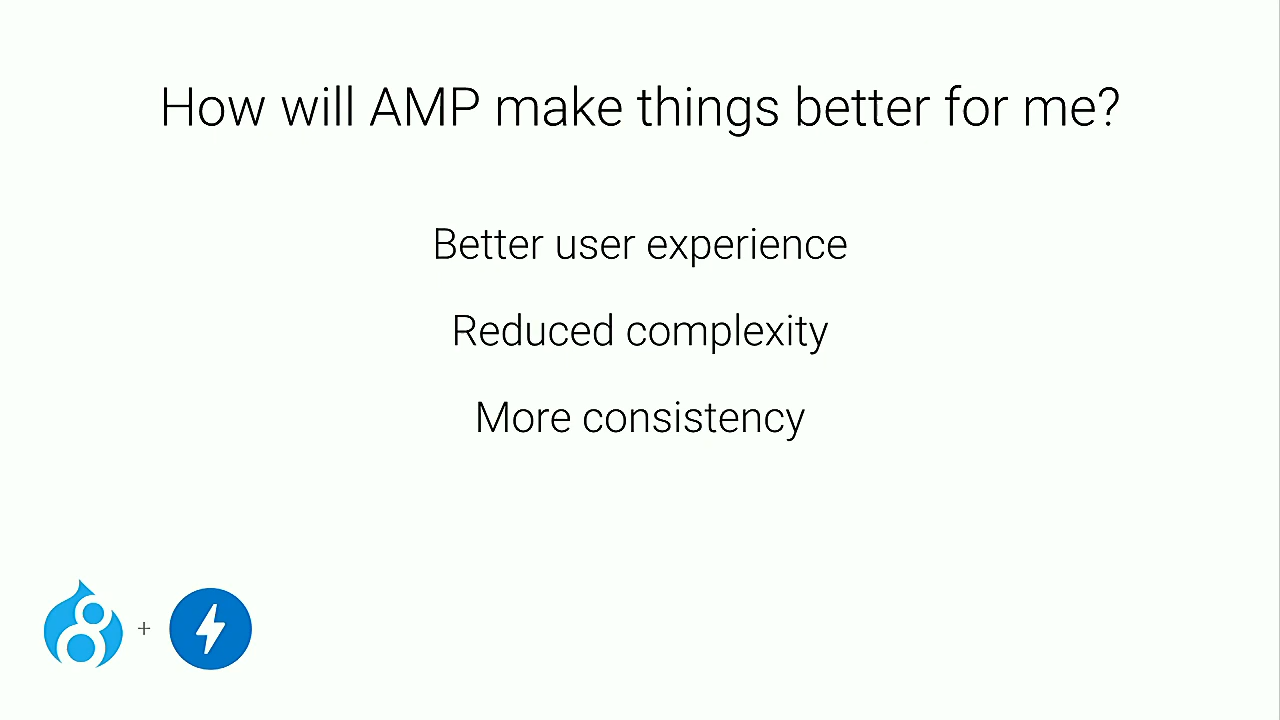 How will AMP make things better for me?
Better user experience
Reduced complexity
More consistency
+